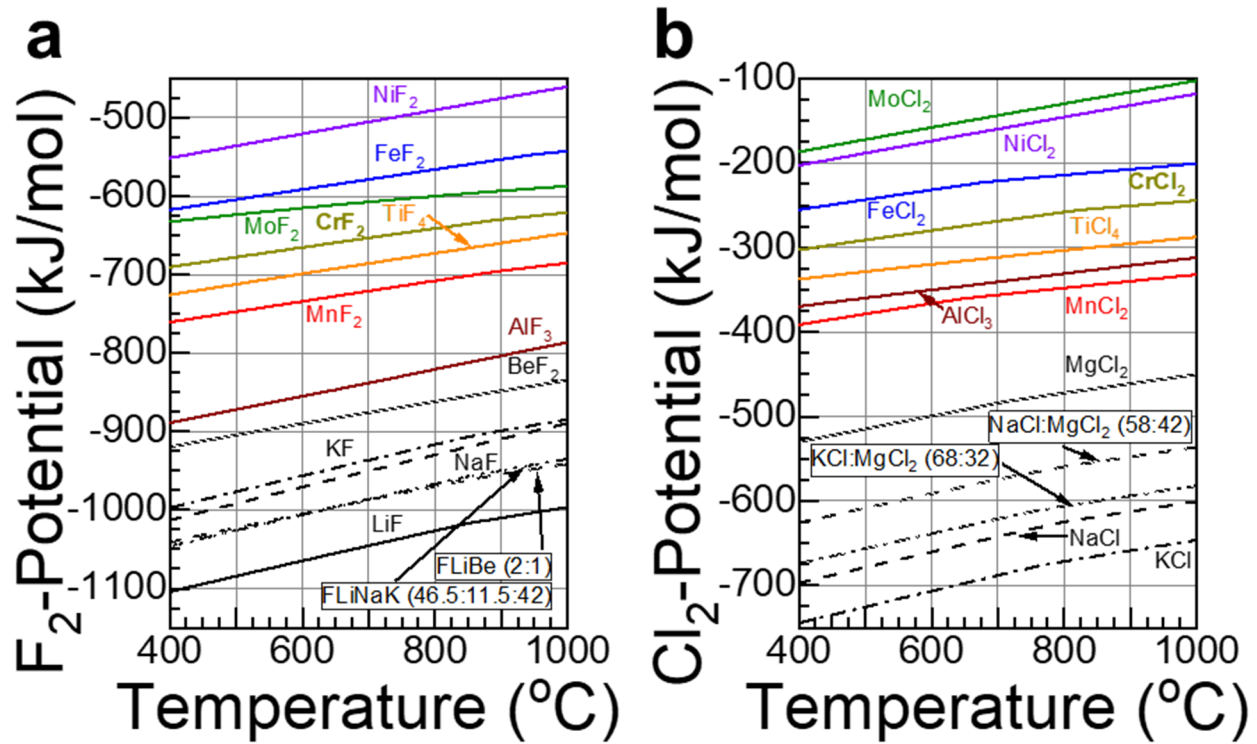 a
F₂-Potential (kJ/mol)
-500
-600
-700
-800
-900
-1000
-1100
NiF₂
FeF₂
MoF₂
CrF₂
TiF₄
MnF₂
AlF₃
BeF₂
KF
NaF
LiF
FLiBe (2:1)
FLiNaK (46.5:11.5:42)
400 600 800 1000
Temperature (ºC)
b
Cl₂-Potential (kJ/mol)
-100
-200
-300
-400
-500
-600
-700
MoCl₂
NiCl₂
CrCl₂
FeCl₂
TiCl₄
AlCl₃
MnCl₂
MgCl₂
NaCl:MgCl₂ (58:42)
KCl:MgCl₂ (68:32)
NaCl
KCl
400 600 800 1000
Temperature (ºC)